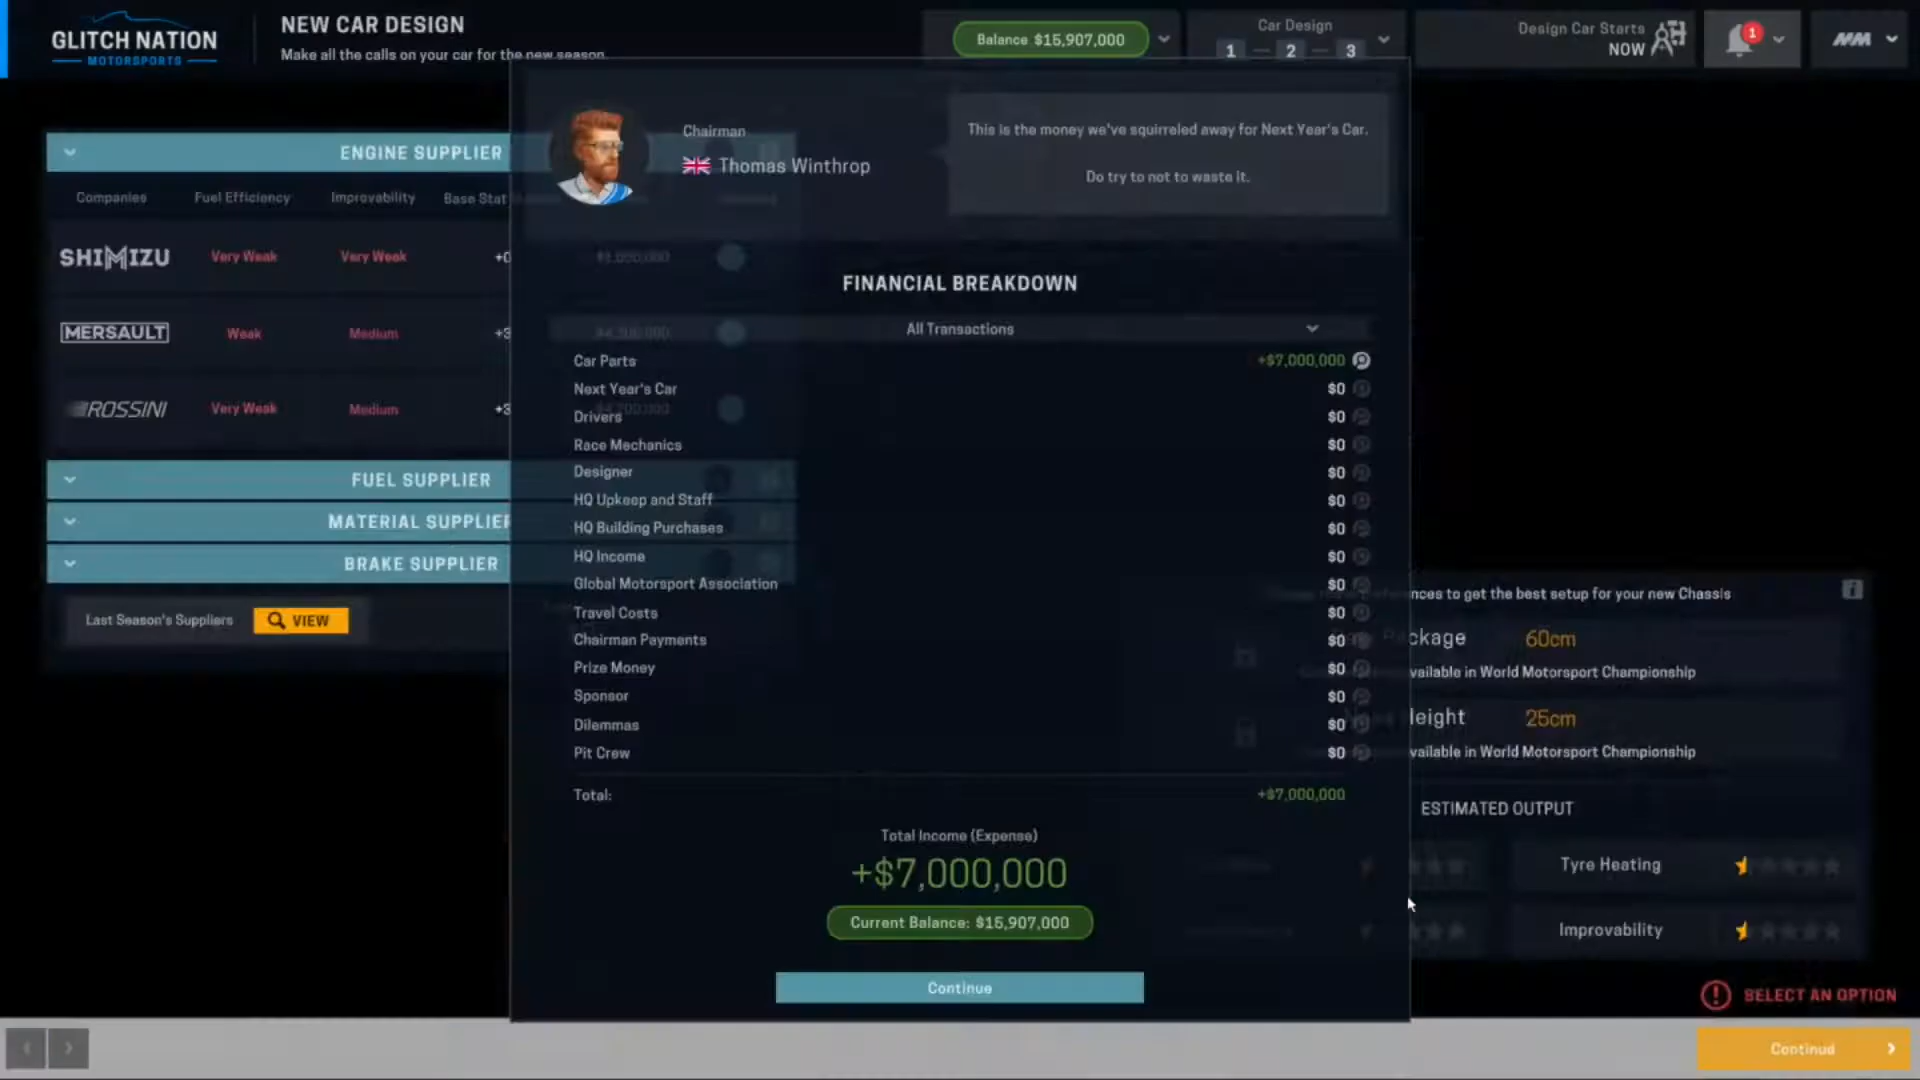 GLITCH NATION
MOTORSPORTS
NEW CAR DESIGN
Make all the calls on your car for the new season.
Balance $15,907,000
Car Design
1 2 3
Design Car Starts
NOW
1
Chairman
Thomas Winthrop
This is the money we've squirreled away for Next Year's Car.
Do try to not to waste it.
ENGINE SUPPLIER
Companies Fuel Efficiency Improvability Base Stat
SHIMIZU Very Weak Very Weak
MERSAULT Weak Medium +3
ROSSINI Very Weak Medium +3
FUEL SUPPLIER
MATERIAL SUPPLIER
BRAKE SUPPLIER
Last Season's Suppliers VIEW
FINANCIAL BREAKDOWN
All Transactions
Car Parts +$7,000,000
Next Year's Car $0
Drivers $0
Race Mechanics $0
Designer $0
HQ Upkeep and Staff $0
HQ Building Purchases $0
HQ Income $0
Global Motorsport Association $0
Travel Costs $0
Chairman Payments $0
Prize Money $0
Sponsor $0
Dilemmas $0
Pit Crew $0
Total: +$7,000,000
Total Income (Expense)
+$7,000,000
Current Balance: $15,907,000
Continue
to get the best setup for your new Chassis
60cm
in World Motorsport Championship
25cm
in World Motorsport Championship
ESTIMATED OUTPUT
Tyre Heating
Improvability
SELECT AN OPTION
Continud